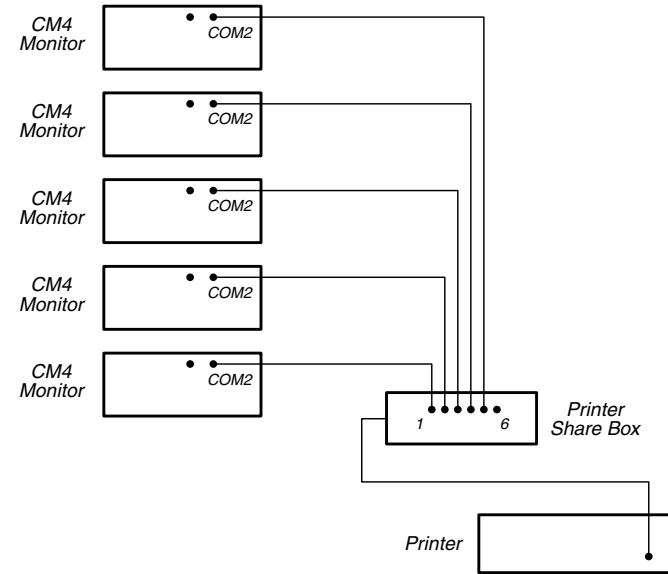 CM4
Monitor
COM2
CM4
Monitor
COM2
CM4
Monitor
COM2
CM4
Monitor
COM2
CM4
Monitor
COM2
1
6
Printer
Share Box
Printer